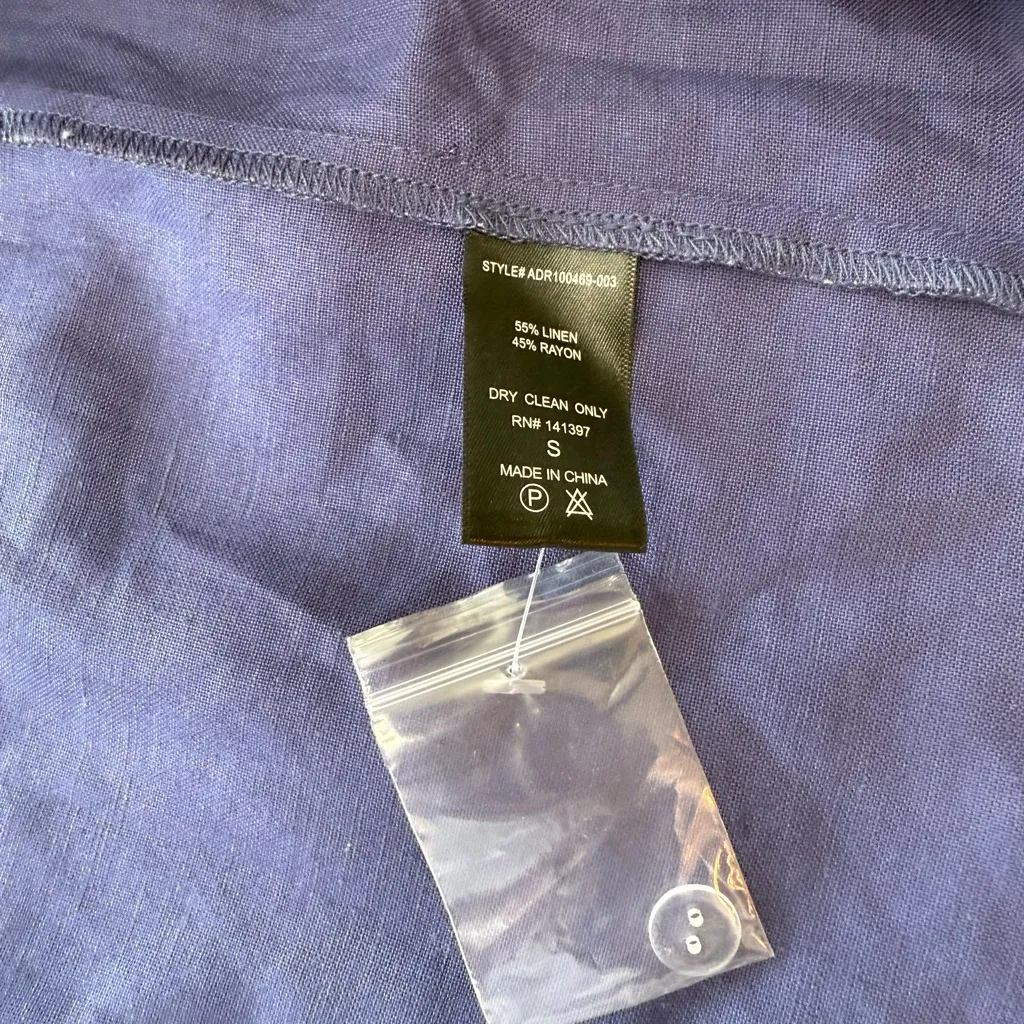 STYLE# ADR100469-003
55% LINEN
45% RAYON
DRY CLEAN ONLY
RN# 141397
S
MADE IN CHINA
P